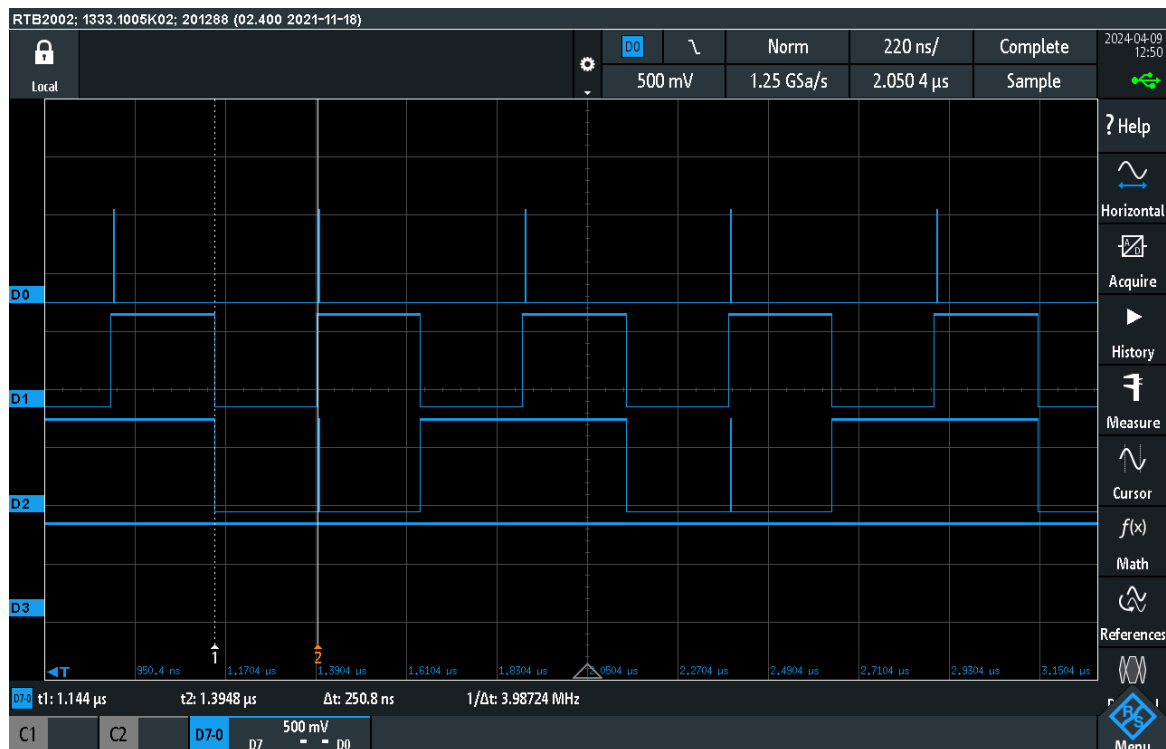 RTB2002; 1333.1005K02; 201288 (02.400 2021-11-18)
Local
D0 Norm 220 ns/ Complete
500 mV 1.25 GSa/s 2.050 4 µs Sample
2024-04-09
12:50
? Help
Horizontal
Acquire
History
Measure
Cursor
f(x)
Math
References
Menu
D0
D1
D2
D3
1 2
T 950.4 ns 1.1704 µs 1.3904 µs 1.6104 µs 1.8304 µs 2.0504 µs 2.2704 µs 2.4904 µs 2.7104 µs 2.9304 µs 3.1504 µs
D7-0 t1: 1.144 µs t2: 1.3948 µs Δt: 250.8 ns 1/Δt: 3.98724 MHz
C1 C2 D7-0 500 mV
D7 D0
R/S